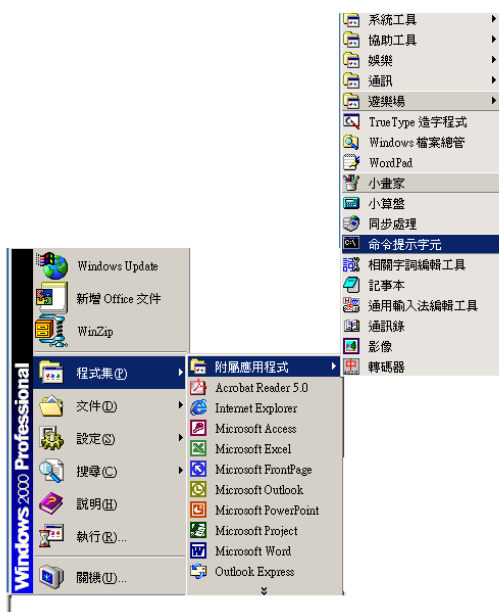 系統工具
協助工具
娛樂
通訊
遊樂場
TrueType 造字程式
Windows 檔案總管
WordPad
小畫家
小算盤
同步處理
命令提示字元
相關字詞編輯工具
記事本
通用輸入法編輯工具
通訊錄
影像
轉碼器
Windows 2000 Professional
Windows Update
新增 Office 文件
WinZip
程式集(P)
文件(D)
設定(S)
搜尋(C)
說明(H)
執行(R)...
關機(U)...
附屬應用程式
Acrobat Reader 5.0
Internet Explorer
Microsoft Access
Microsoft Excel
Microsoft FrontPage
Microsoft Outlook
Microsoft PowerPoint
Microsoft Project
Microsoft Word
Outlook Express